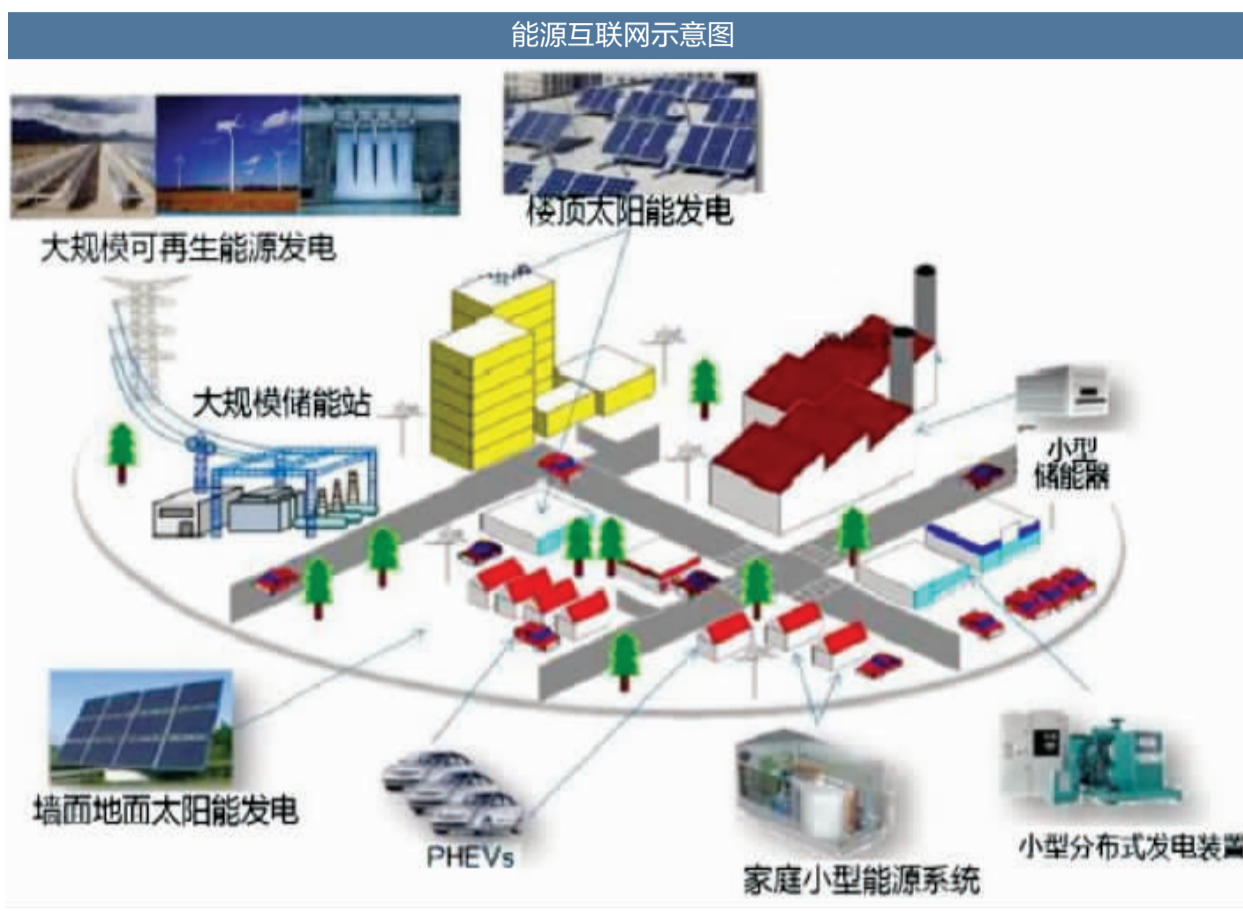 能源互联网示意图
楼顶太阳能发电
大规模可再生能源发电
大规模储能站
小型
储能器
墙面地面太阳能发电
PHEVs
小型分布式发电装置
家庭小型能源系统